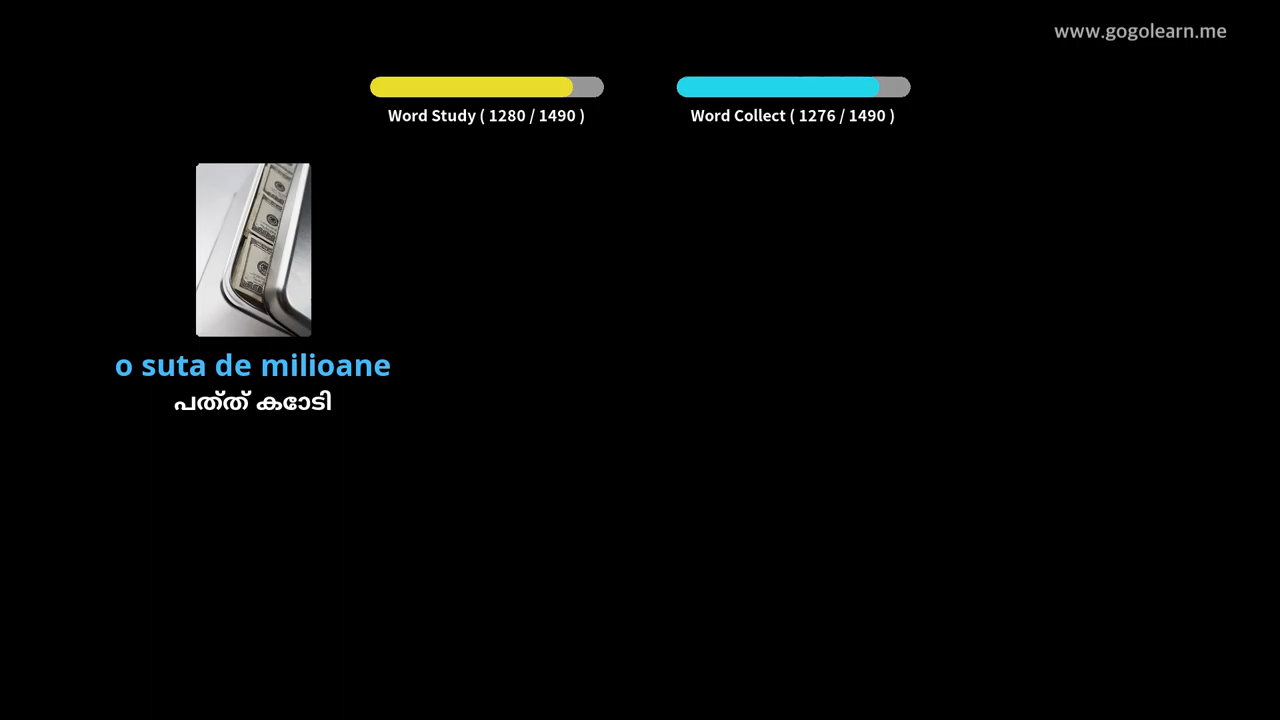 www.gogolearn.me
Word Study ( 1280 / 1490 )
Word Collect ( 1276 / 1490 )
o suta de milioane
പത്ത് കോടി